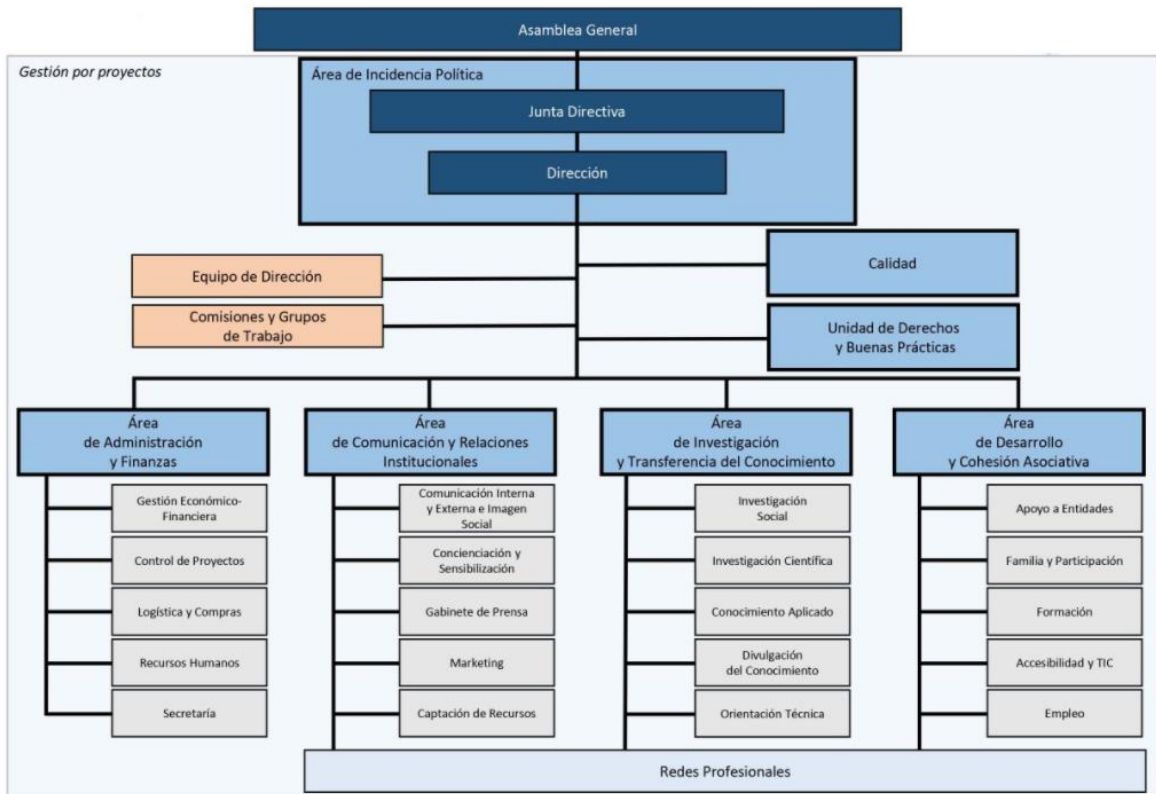 Asamblea General
Gestión por proyectos
Área de Incidencia Política
Junta Directiva
Dirección
Equipo de Dirección
Calidad
Comisiones y Grupos
de Trabajo
Unidad de Derechos
y Buenas Prácticas
Área
de Administración
y Finanzas
Gestión Económico-
Financiera
Control de Proyectos
Logística y Compras
Recursos Humanos
Secretaría
Área
de Comunicación y Relaciones
Institucionales
Comunicación Interna
y Externa e Imagen
Social
Concienciación y
Sensibilización
Gabinete de Prensa
Marketing
Captación de Recursos
Área
de Investigación
y Transferencia del Conocimiento
Investigación
Social
Investigación Científica
Conocimiento Aplicado
Divulgación
del Conocimiento
Orientación Técnica
Área
de Desarrollo
y Cohesión Asociativa
Apoyo a Entidades
Familia y Participación
Formación
Accesibilidad y TIC
Empleo
Redes Profesionales